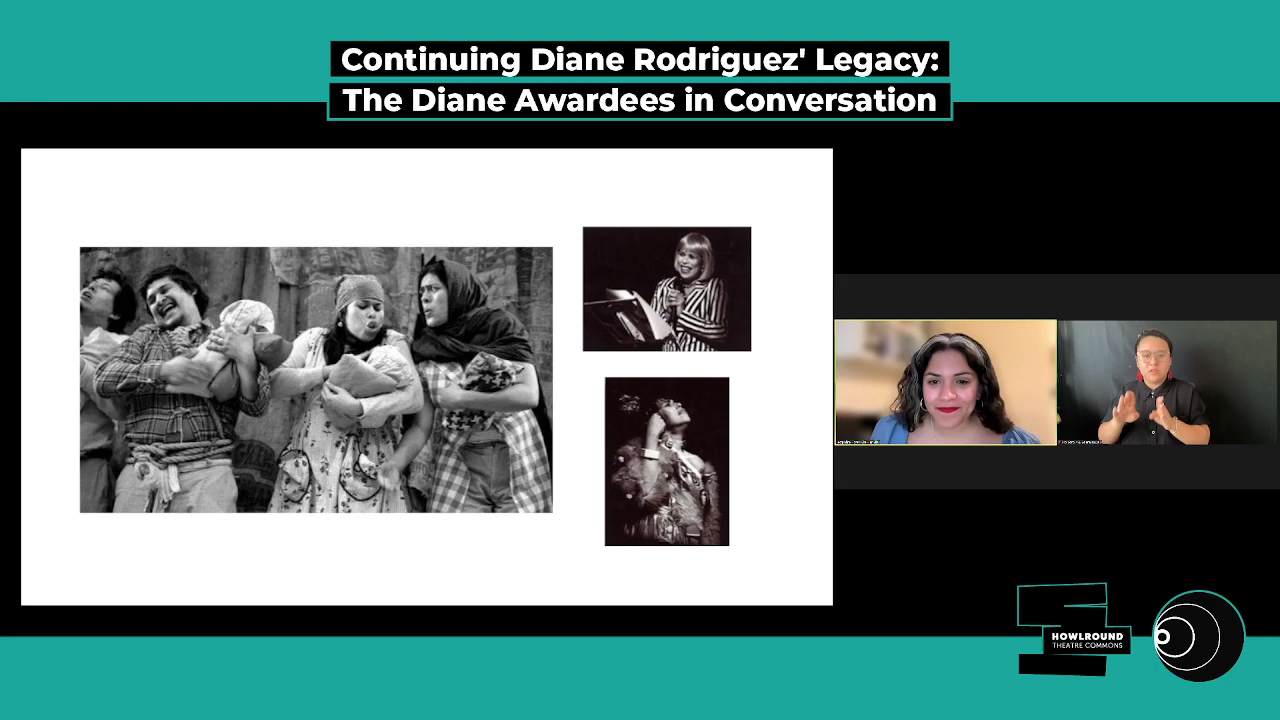 Continuing Diane Rodriguez' Legacy:
The Diane Awardees in Conversation
HOWLROUND
THEATRE COMMONS